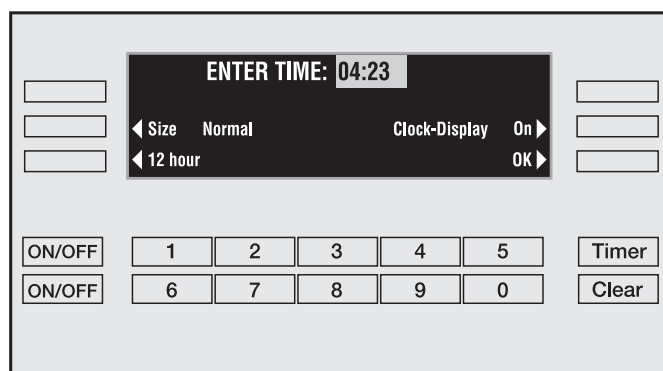 ENTER TIME: 04:23
Size Normal Clock-Display On
12 hour OK
ON/OFF 1 2 3 4 5 Timer
ON/OFF 6 7 8 9 0 Clear